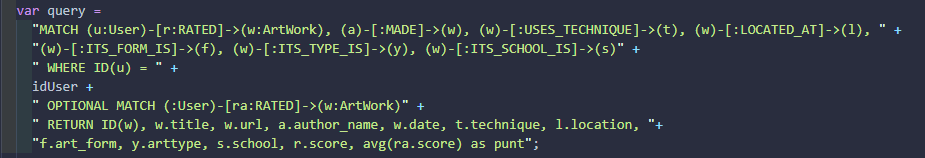 var query =
"MATCH (u:User)-[r:RATED]->(w:ArtWork), (a)-[:MADE]->(w), (w)-[:USES_TECHNIQUE]->(t), (w)-[:LOCATED_AT]->(l), " +
"(w)-[:ITS_FORM_IS]->(f), (w)-[:ITS_TYPE_IS]->(y), (w)-[:ITS_SCHOOL_IS]->(s)" +
" WHERE ID(u) = " +
idUser +
" OPTIONAL MATCH (:User)-[ra:RATED]->(w:ArtWork)" +
" RETURN ID(w), w.title, w.url, a.author_name, w.date, t.technique, l.location, "+
"f.art_form, y.arttype, s.school, r.score, avg(ra.score) as punt";